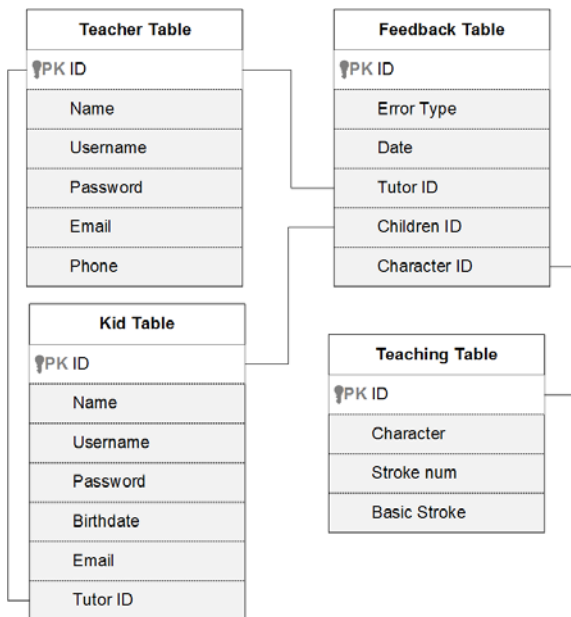 Teacher Table
PK ID
Name
Username
Password
Email
Phone
Kid Table
PK ID
Name
Username
Password
Birthdate
Email
Tutor ID
Feedback Table
PK ID
Error Type
Date
Tutor ID
Children ID
Character ID
Teaching Table
PK ID
Character
Stroke num
Basic Stroke